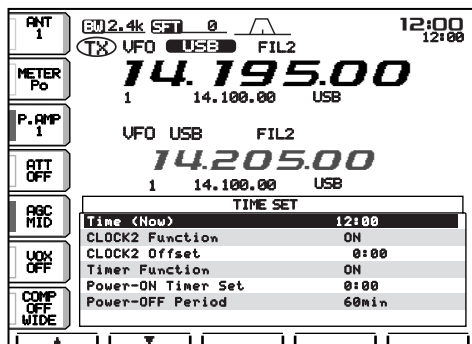 ANT
1
BW 2.4k SFT 0
12:00
12:00
TX VFO USB FIL2
METER
Po
14.195.00
1 14.100.00 USB
P.AMP
1
VFO USB FIL2
ATT
OFF
14.205.00
1 14.100.00 USB
AGC
MID
TIME SET
Time (Now) 12:00
CLOCK2 Function ON
CLOCK2 Offset 0:00
Timer Function ON
Power-ON Timer Set 0:00
Power-OFF Period 60min
VOX
OFF
COMP
OFF
WIDE